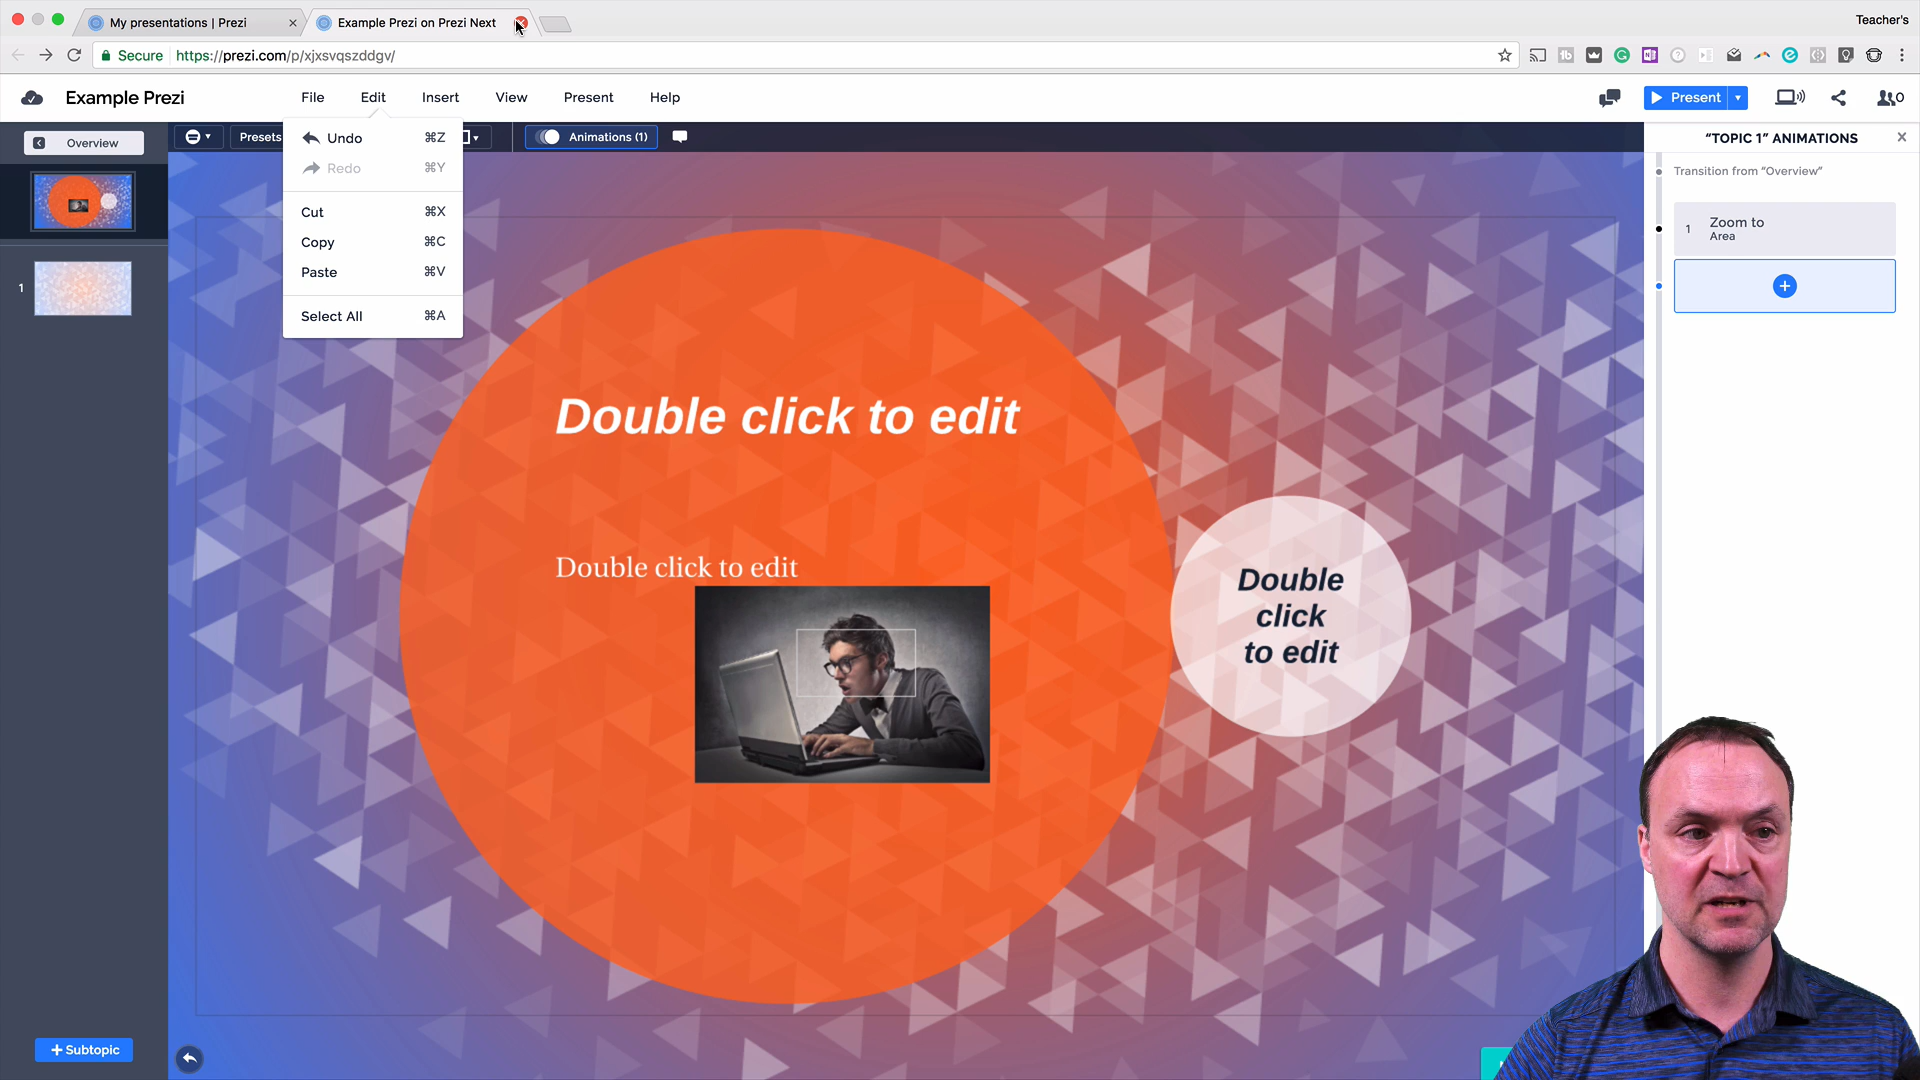 My presentations | Prezi
Example Prezi on Prezi Next
Teacher's
Secure
https://prezi.com/p/xjxsvqszddgv/
Example Prezi
File
Edit
Insert
View
Present
Help
Present
0
Overview
Presets
Animations (1)
Undo ⌘Z
Redo ⌘Y
Cut ⌘X
Copy ⌘C
Paste ⌘V
Select All ⌘A
"TOPIC 1" ANIMATIONS
Transition from "Overview"
1
Zoom to
Area
1
Double click to edit
Double click to edit
Double
click
to edit
+ Subtopic